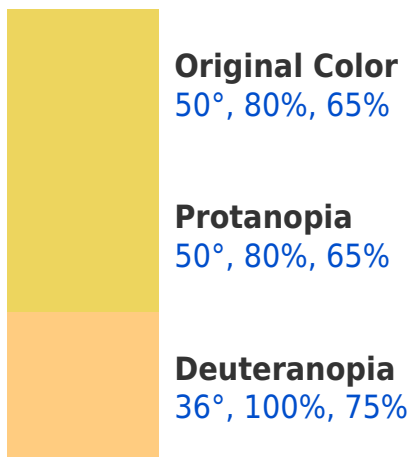 Original Color
50°, 80%, 65%
Protanopia
50°, 80%, 65%
Deuteranopia
36°, 100%, 75%